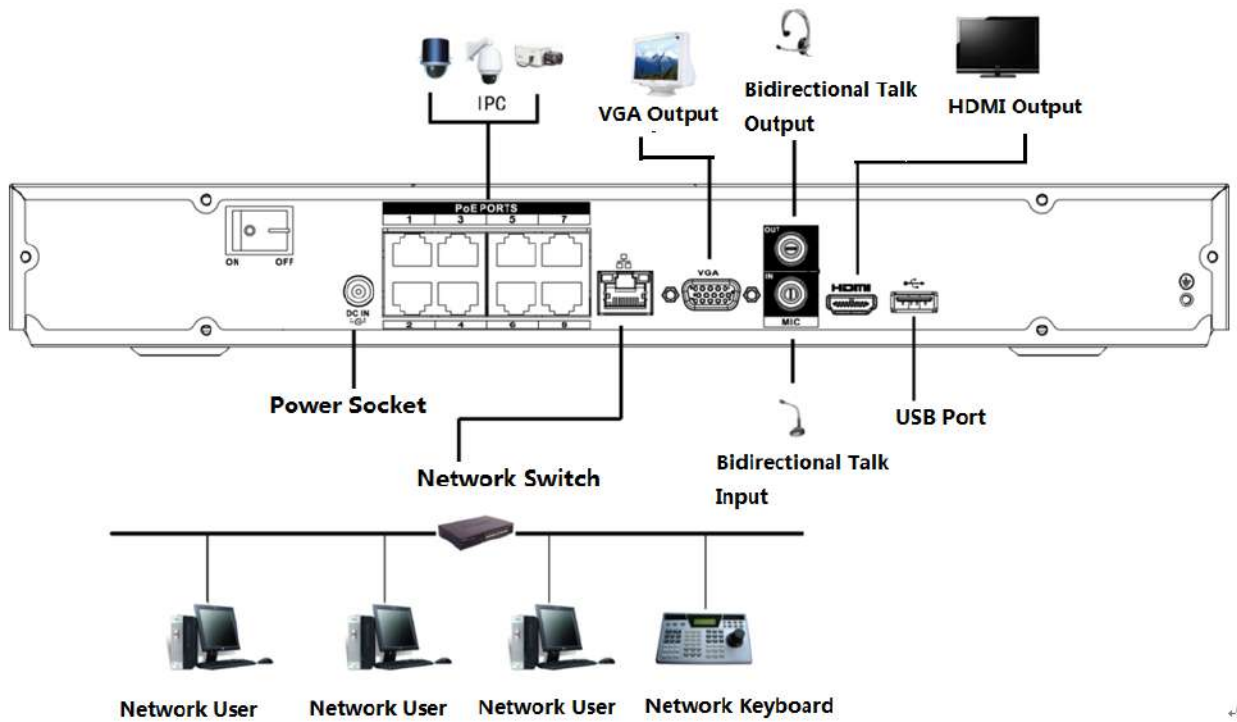 IPC
VGA Output
Bidirectional Talk
Output
HDMI Output
PoE PORTS
1 3 5 7
ON OFF
DC IN
2 4 6 8
VGA
OUT
IN
MIC
HDMI
Power Socket
Network Switch
Bidirectional Talk
Input
USB Port
Network User
Network User
Network User
Network Keyboard